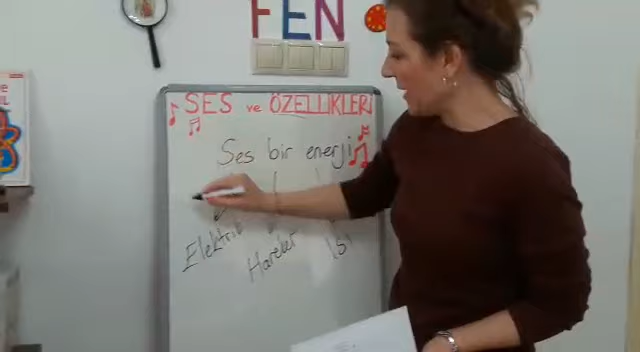 FEN
SES ve ÖZELLİKLERİ
Ses bir enerji
Elektrik Hareket Isı